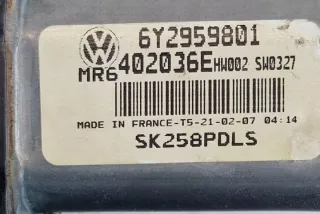 6Y2959801
MR6402036E HW002 SW0327
MADE IN FRANCE-T5-21-02-07 04:14
SK258PDLS